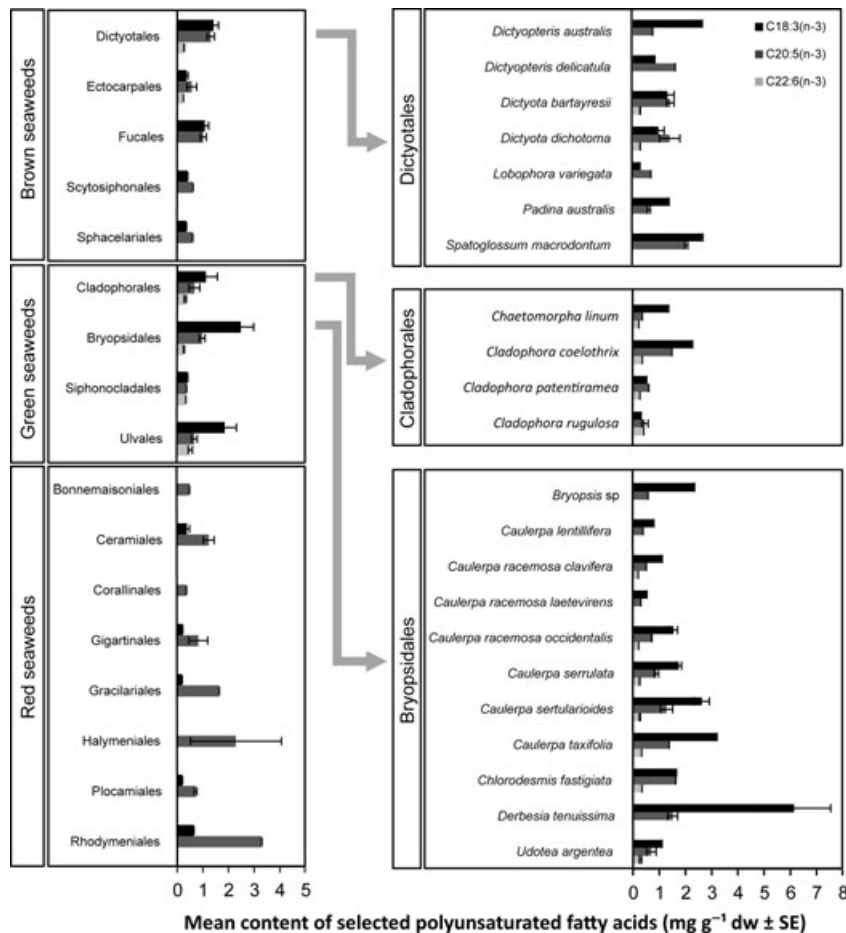 Brown seaweeds
Dictyotales
Ectocarpales
Fucales
Scytosiphonales
Sphacelariales
Green seaweeds
Cladophorales
Bryopsidales
Siphonocladales
Ulvales
Red seaweeds
Bonnemaisoniales
Ceramiales
Corallinales
Gigartinales
Gracilariales
Halymeniales
Plocamiales
Rhodymeniales
0 1 2 3 4 5
Dictyotales
Dictyopteris australis
Dictyopteris delicatula
Dictyota bartayresii
Dictyota dichotoma
Lobophora variegata
Padina australis
Spatoglossum macrodontum
C18:3(n-3)
C20:5(n-3)
C22:6(n-3)
Cladophorales
Chaetomorpha linum
Cladophora coelothrix
Cladophora patentiramea
Cladophora rugulosa
Bryopsidales
Bryopsis sp
Caulerpa lentillifera
Caulerpa racemosa clavifera
Caulerpa racemosa laetevirens
Caulerpa racemosa occidentalis
Caulerpa serrulata
Caulerpa sertularioides
Caulerpa taxifolia
Chlorodesmis fastigiata
Derbesia tenuissima
Udotea argentea
0 1 2 3 4 5 6 7 8
Mean content of selected polyunsaturated fatty acids (mg g⁻¹ dw ± SE)